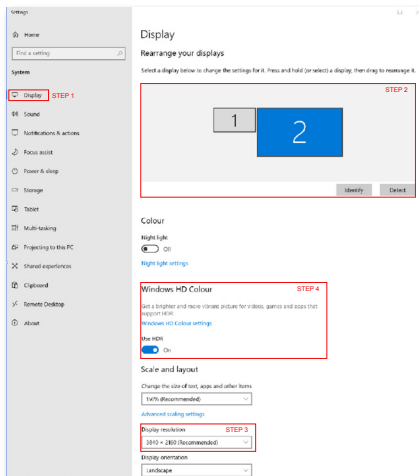 Settings
Home
Find a setting
System
Display
STEP 1
Sound
Notifications & actions
Focus assist
Power & sleep
Storage
Tablet
Multi-tasking
Projecting to this PC
Shared experiences
Clipboard
Remote Desktop
About
Display
Rearrange your displays
Select a display below to change the settings for it. Press and hold (or select) a display, then drag to rearrange it.
STEP 2
1
2
Identify
Detect
Colour
Night light
Off
Night light settings
Windows HD Colour
STEP 4
Get a brighter and more vibrant picture for videos, games and apps that
support HDR.
Windows HD Colour settings
Use HDR
On
Scale and layout
Change the size of text, apps and other items
150% (Recommended)
Advanced scaling settings
Display resolution
STEP 3
3840 × 2160 (Recommended)
Display orientation
Landscape